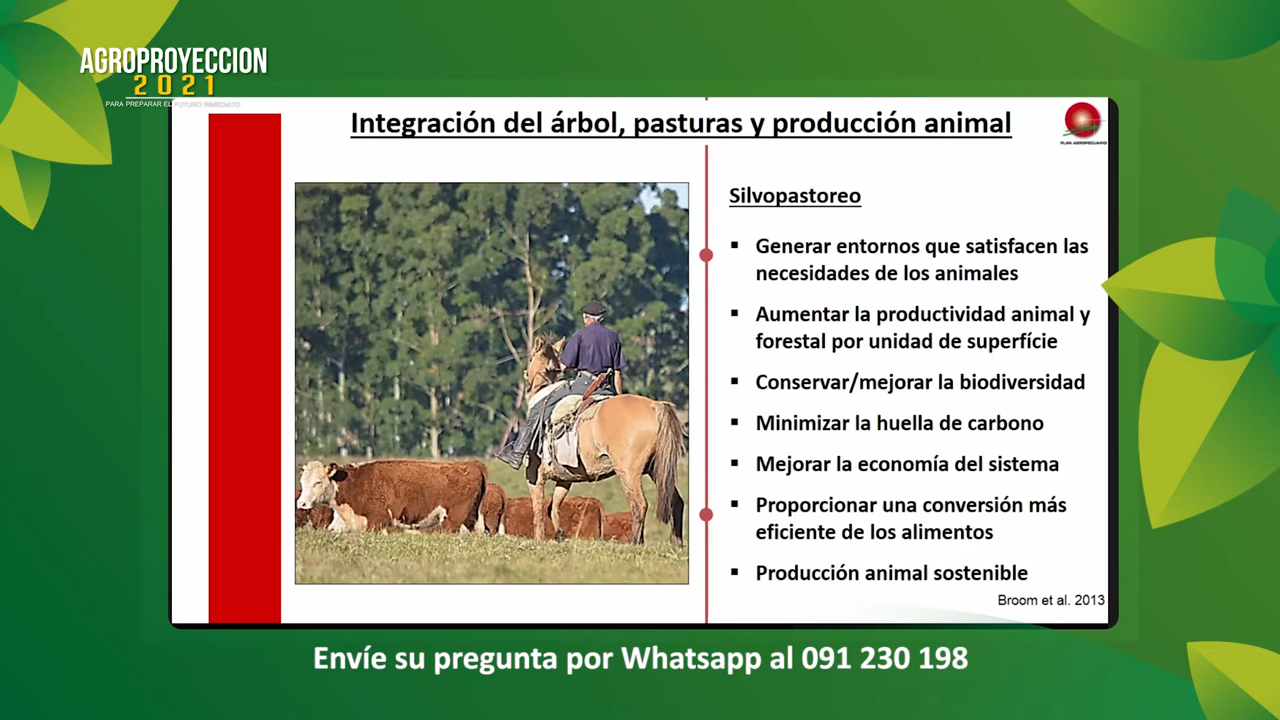 AGROPROYECCION
2021
PARA PREPARAR EL FUTURO INMEDIATO
Integración del árbol, pasturas y producción animal
PLAN AGROPECUARIO
Silvopastoreo
▪ Generar entornos que satisfacen las
necesidades de los animales
▪ Aumentar la productividad animal y
forestal por unidad de superfície
▪ Conservar/mejorar la biodiversidad
▪ Minimizar la huella de carbono
▪ Mejorar la economía del sistema
▪ Proporcionar una conversión más
eficiente de los alimentos
▪ Producción animal sostenible
Broom et al. 2013
Envíe su pregunta por Whatsapp al 091 230 198